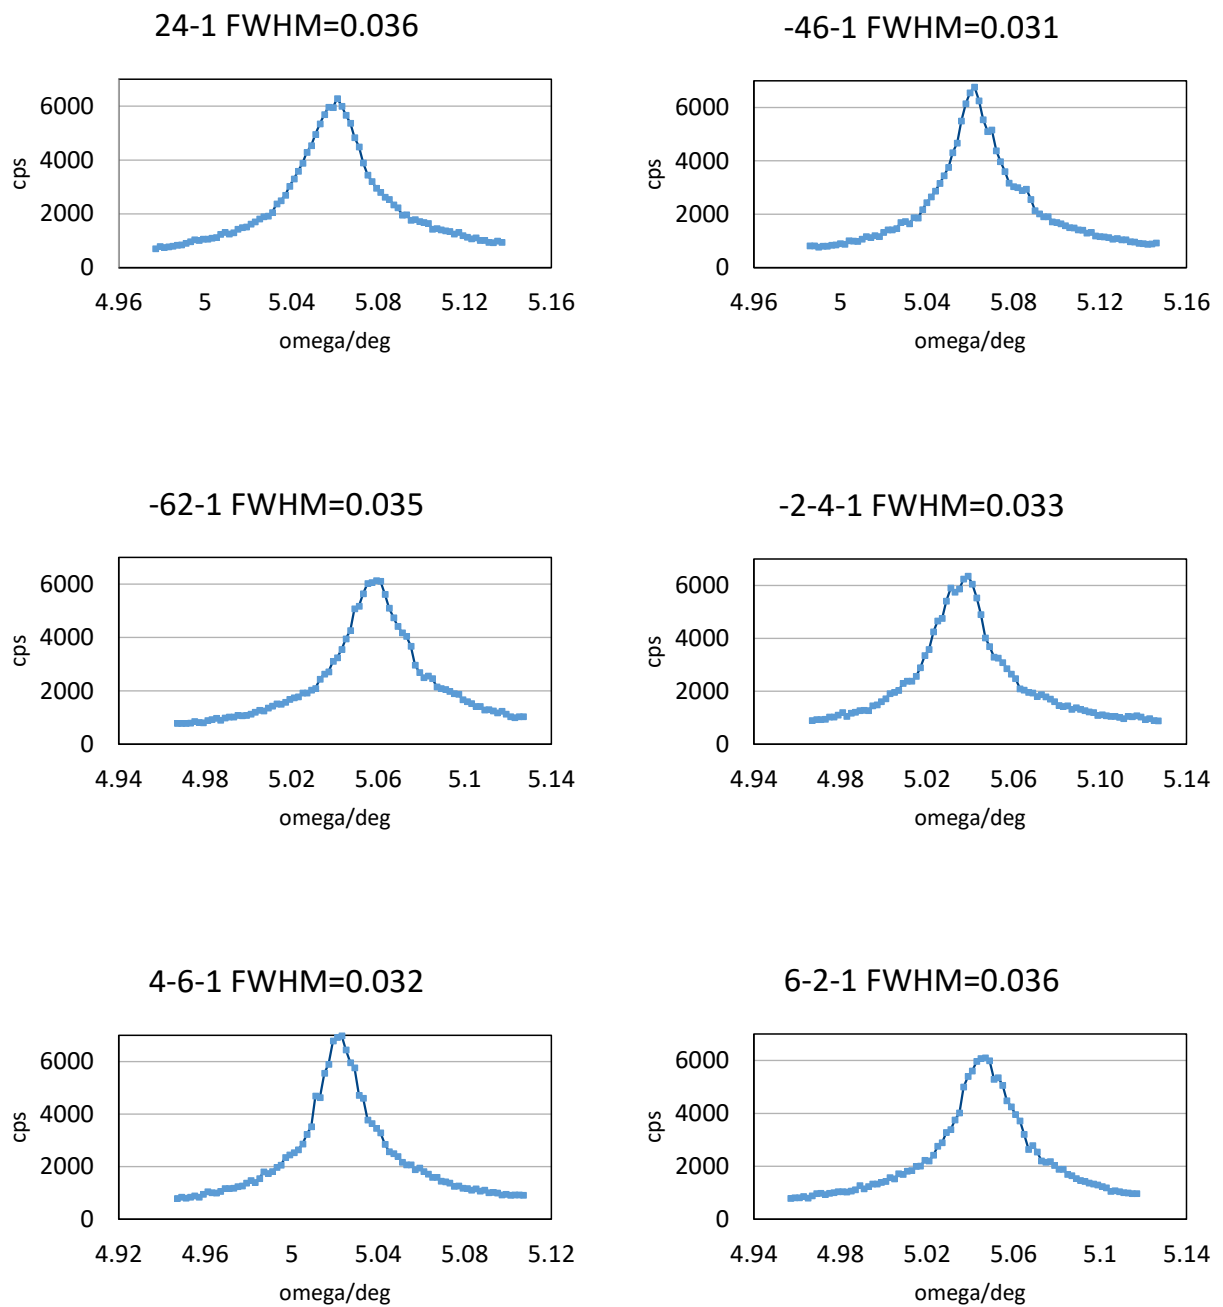 24-1 FWHM=0.036
6000
4000
2000
0
cps
4.96 5 5.04 5.08 5.12 5.16
omega/deg
-46-1 FWHM=0.031
6000
4000
2000
0
cps
4.96 5 5.04 5.08 5.12 5.16
omega/deg
-62-1 FWHM=0.035
6000
4000
2000
0
cps
4.94 4.98 5.02 5.06 5.1 5.14
omega/deg
-2-4-1 FWHM=0.033
6000
4000
2000
0
cps
4.94 4.98 5.02 5.06 5.10 5.14
omega/deg
4-6-1 FWHM=0.032
6000
4000
2000
0
cps
4.92 4.96 5 5.04 5.08 5.12
omega/deg
6-2-1 FWHM=0.036
6000
4000
2000
0
cps
4.94 4.98 5.02 5.06 5.1 5.14
omega/deg